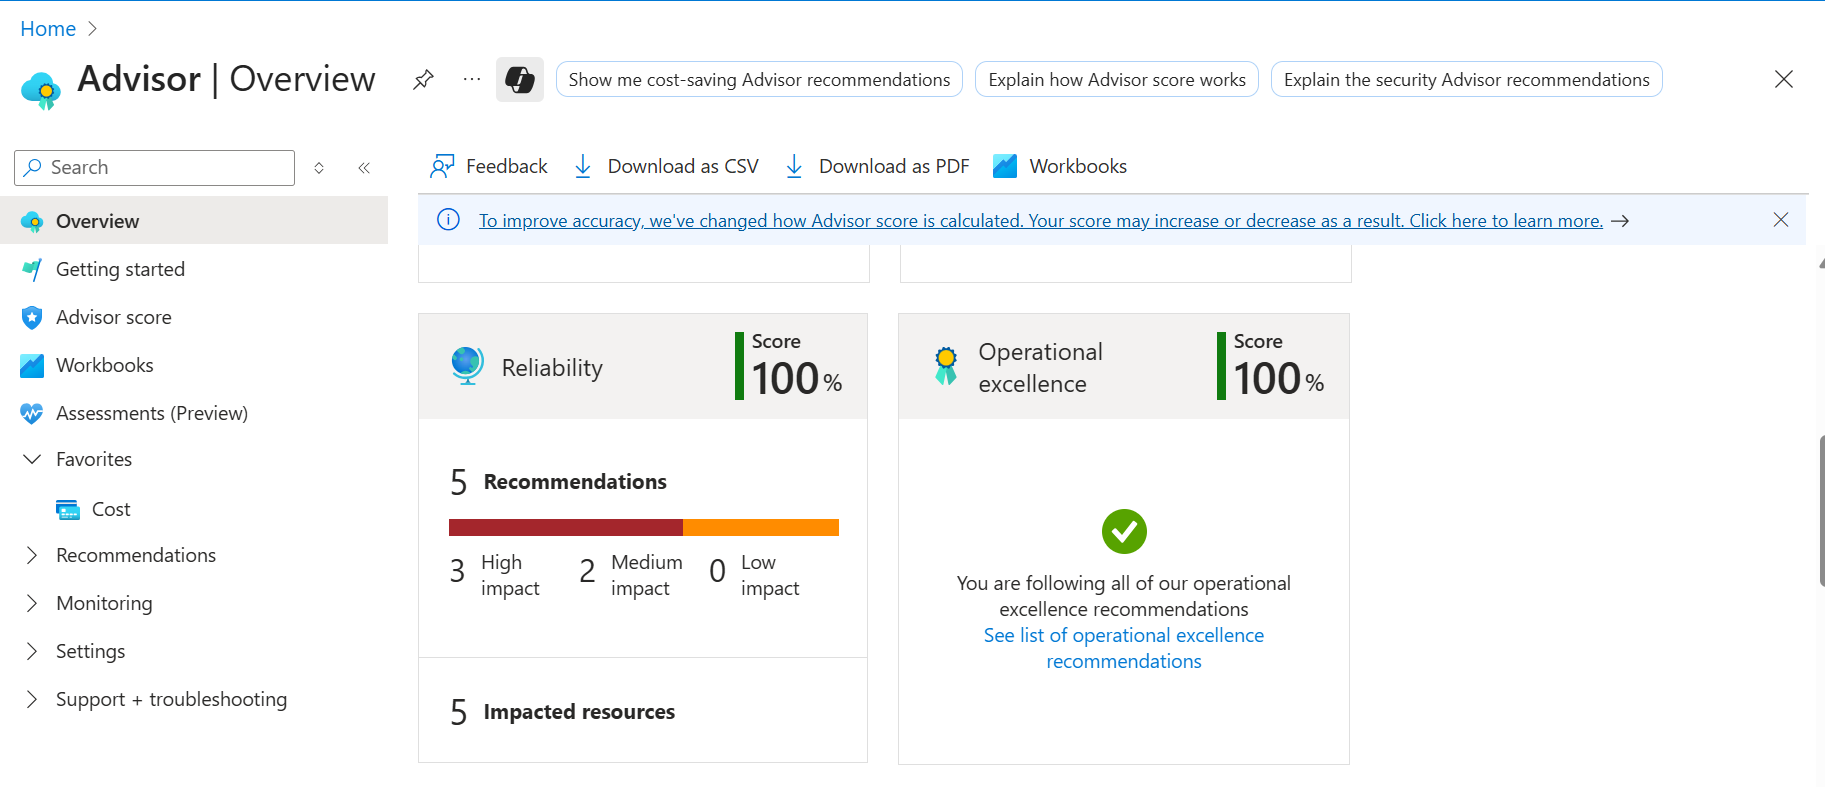 Home
Advisor | Overview
Show me cost-saving Advisor recommendations
Explain how Advisor score works
Explain the security Advisor recommendations
Search
Overview
Getting started
Advisor score
Workbooks
Assessments (Preview)
Favorites
Cost
Recommendations
Monitoring
Settings
Support + troubleshooting
Feedback
Download as CSV
Download as PDF
Workbooks
To improve accuracy, we've changed how Advisor score is calculated. Your score may increase or decrease as a result. Click here to learn more. →
Reliability
Score
100 %
5 Recommendations
3 High
impact
2 Medium
impact
0 Low
impact
5 Impacted resources
Operational
excellence
Score
100 %
You are following all of our operational
excellence recommendations
See list of operational excellence
recommendations